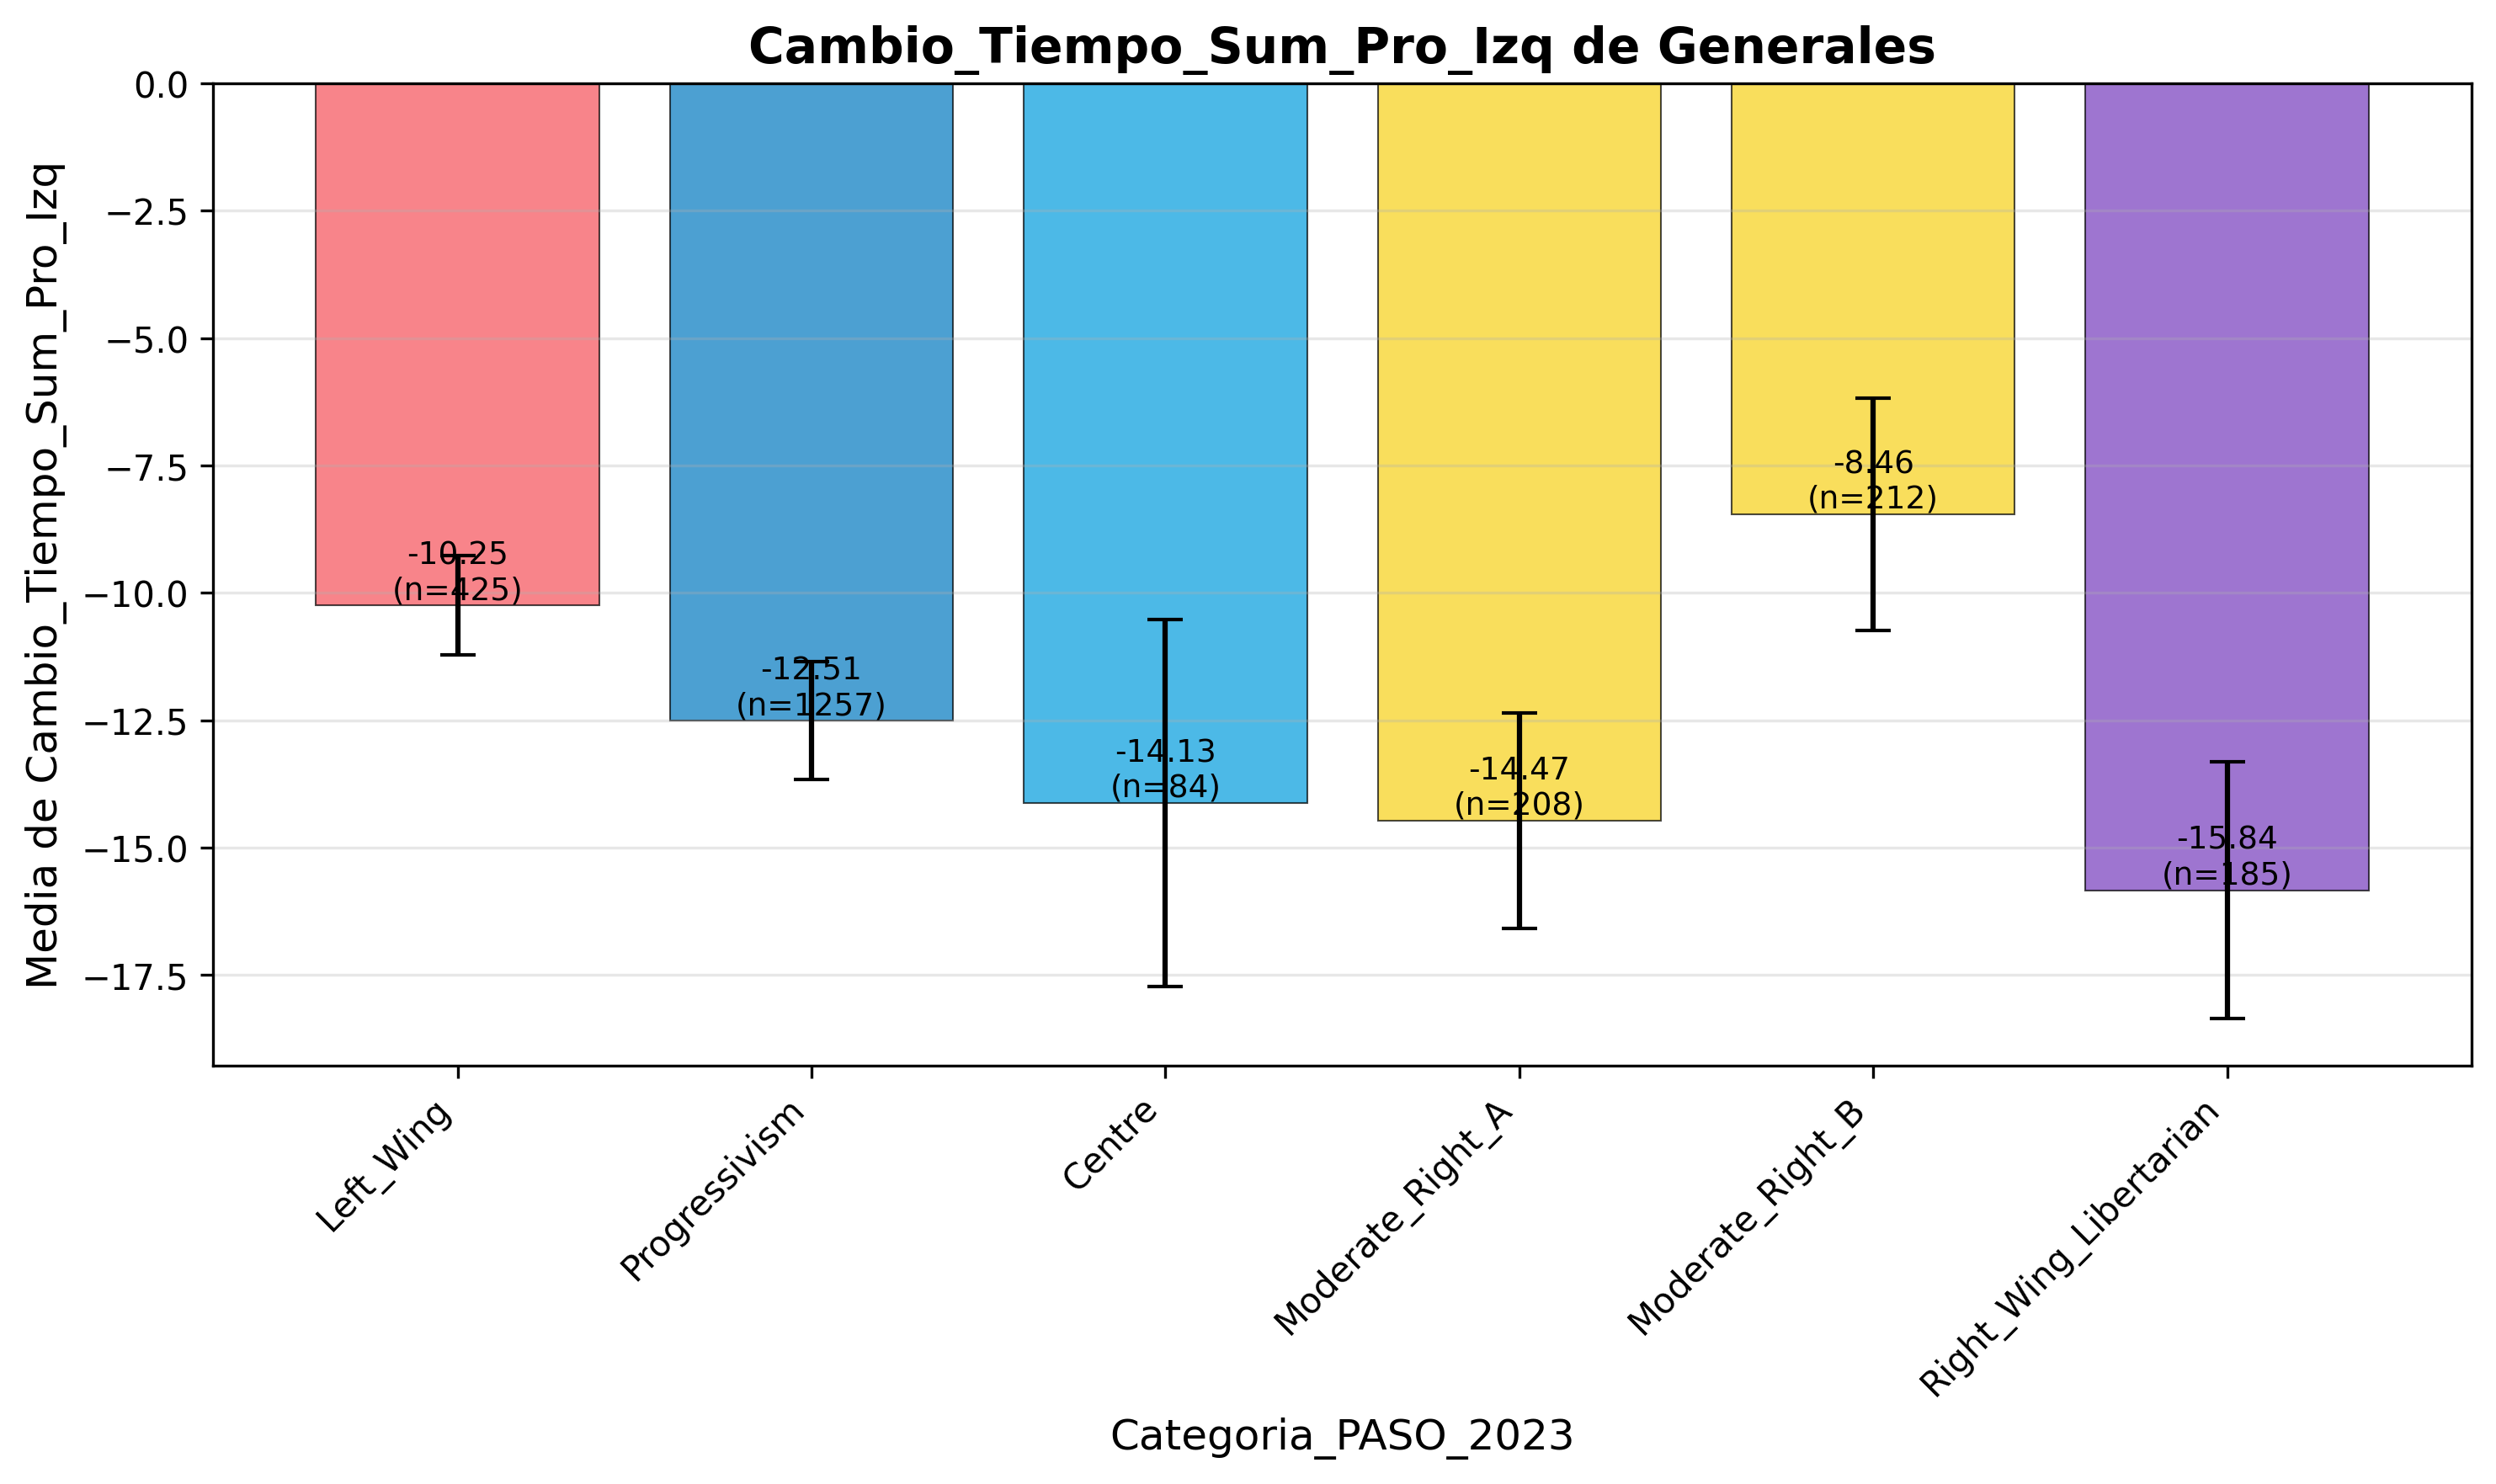 Cambio_Tiempo_Sum_Pro_Izq de Generales
Media de Cambio_Tiempo_Sum_Pro_Izq
0.0
−2.5
−5.0
−7.5
−10.0
−12.5
−15.0
−17.5
-10.25
(n=425)
-12.51
(n=1257)
-14.13
(n=84)
-14.47
(n=208)
-8.46
(n=212)
-15.84
(n=185)
Left_Wing
Progressivism
Centre
Moderate_Right_A
Moderate_Right_B
Right_Wing_Libertarian
Categoria_PASO_2023